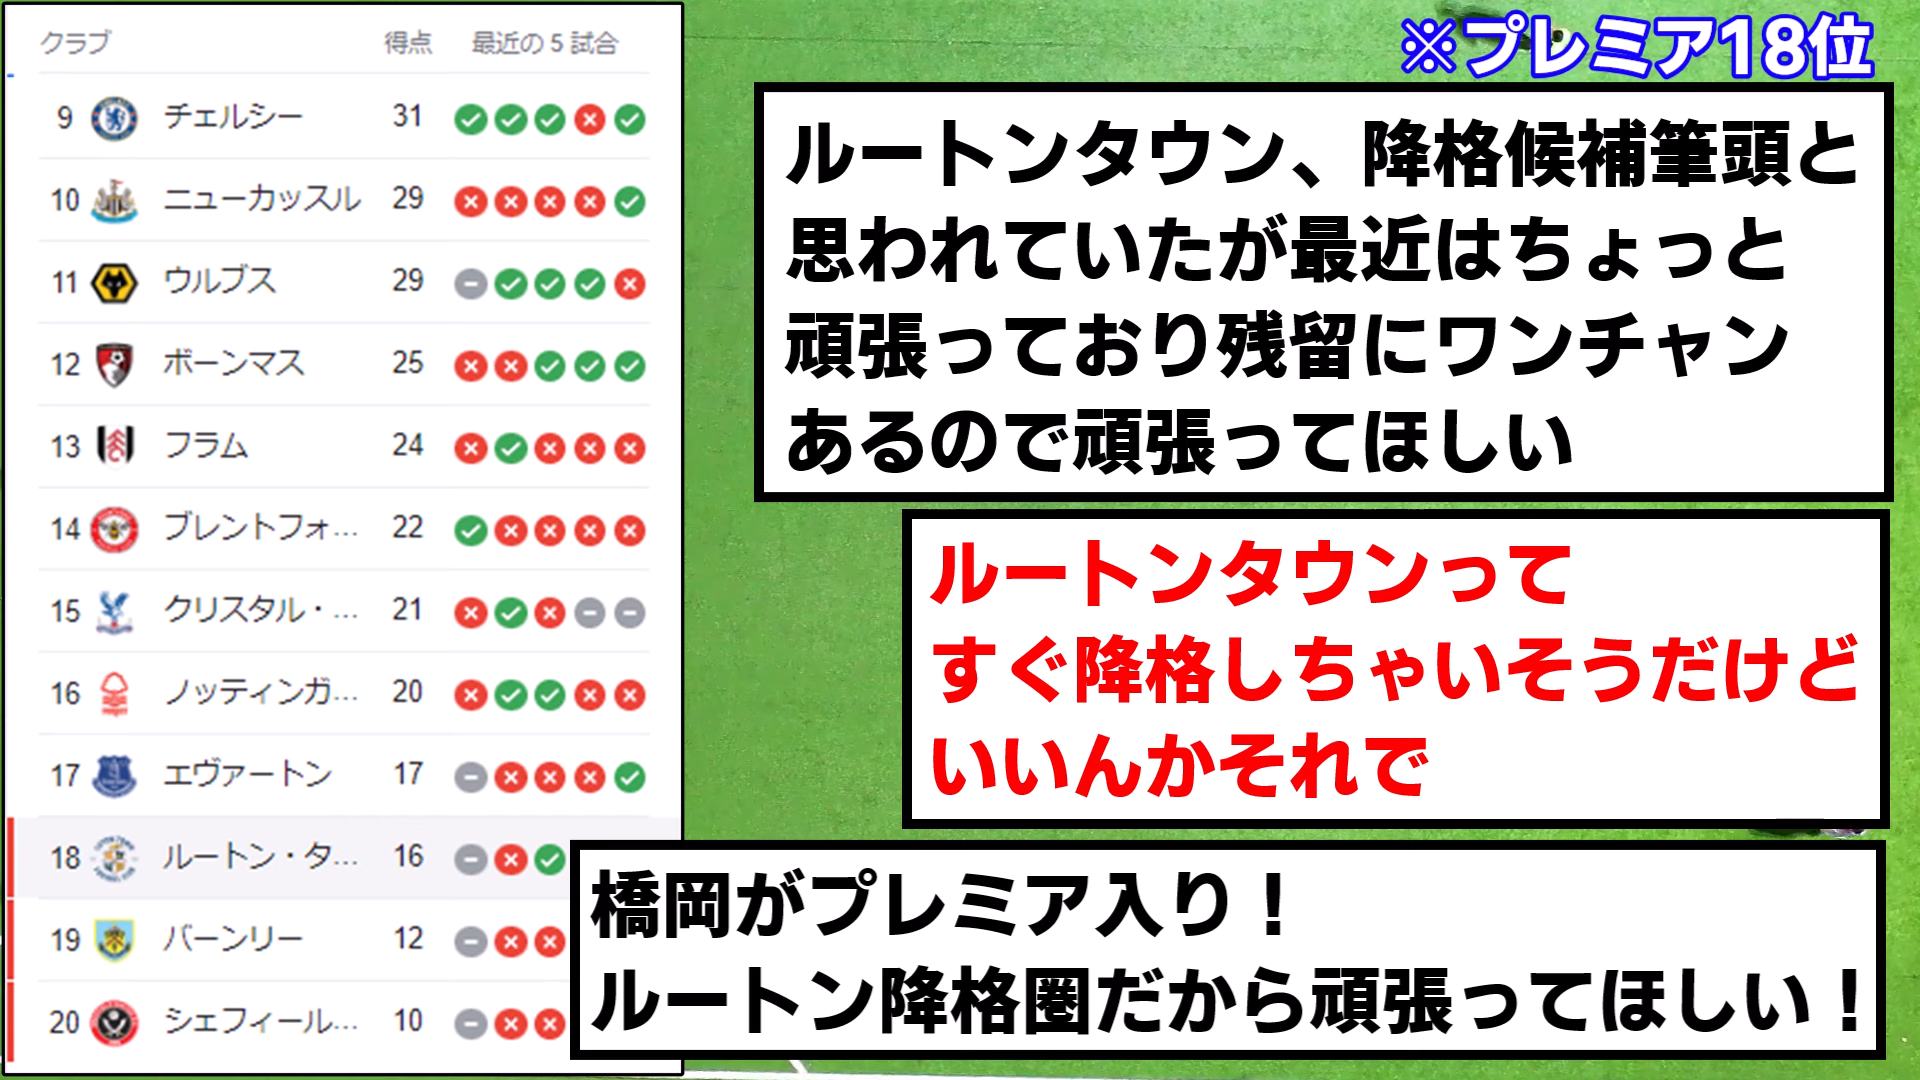 クラブ 得点 最近の 5 試合
9 チェルシー 31
10 ニューカッスル 29
11 ウルブス 29
12 ボーンマス 25
13 フラム 24
14 ブレントフォ... 22
15 クリスタル・... 21
16 ノッティンガ... 20
17 エヴァートン 17
18 ルートン・タ... 16
19 バーンリー 12
20 シェフィール... 10
※プレミア18位
ルートンタウン、降格候補筆頭と
思われていたが最近はちょっと
頑張っており残留にワンチャン
あるので頑張ってほしい
ルートンタウンって
すぐ降格しちゃいそうだけど
いいんかそれで
橋岡がプレミア入り！
ルートン降格圏だから頑張ってほしい！